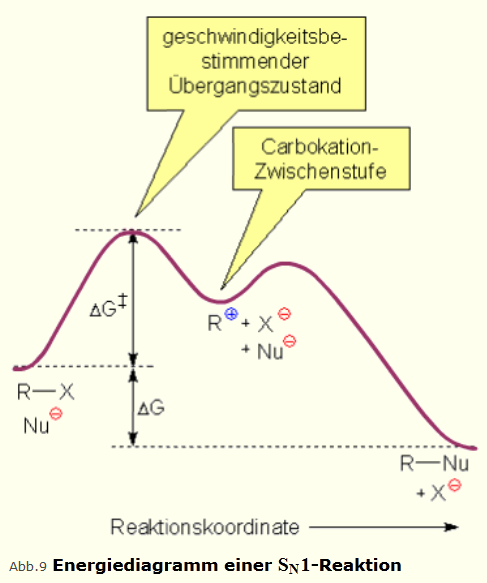 geschwindigkeitsbe-
stimmender
Übergangszustand
Carbokation-
Zwischenstufe
ΔG‡
R⊕ + X⊖
+ Nu⊖
R—X
Nu⊖
ΔG
R—Nu
+ X⊖
Reaktionskoordinate
Abb.9 Energiediagramm einer SN1-Reaktion